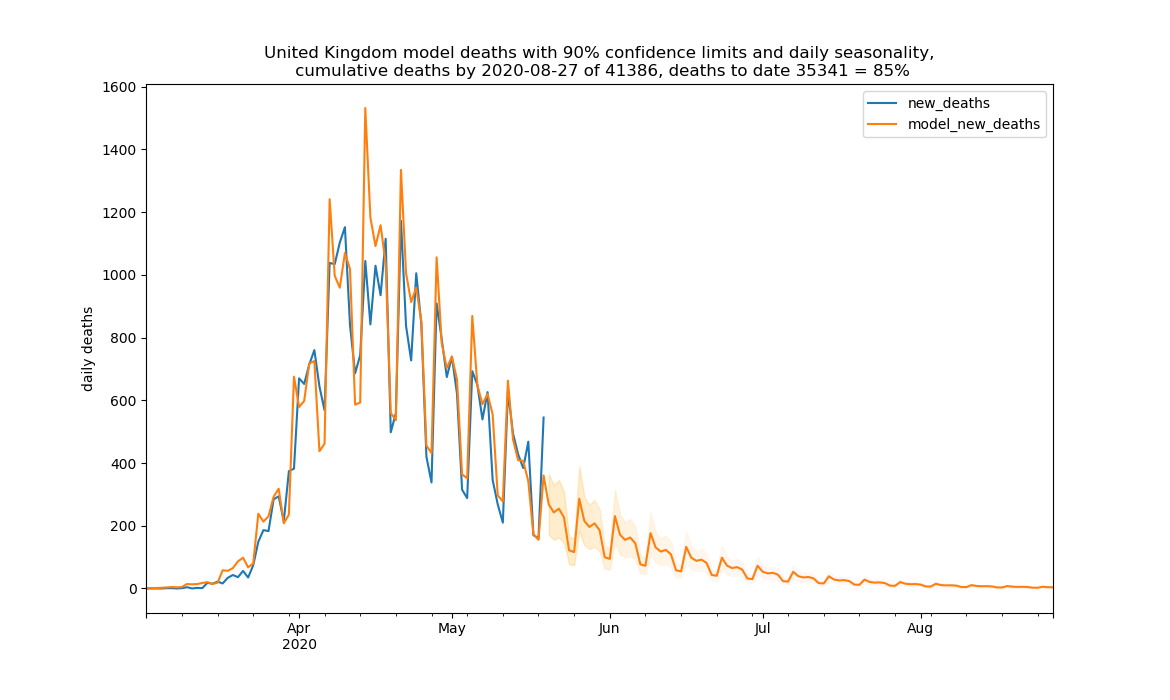 United Kingdom model deaths with 90% confidence limits and daily seasonality,
cumulative deaths by 2020-08-27 of 41386, deaths to date 35341 = 85%
new_deaths
model_new_deaths
daily deaths
1600
1400
1200
1000
800
600
400
200
0
Apr
2020
May
Jun
Jul
Aug